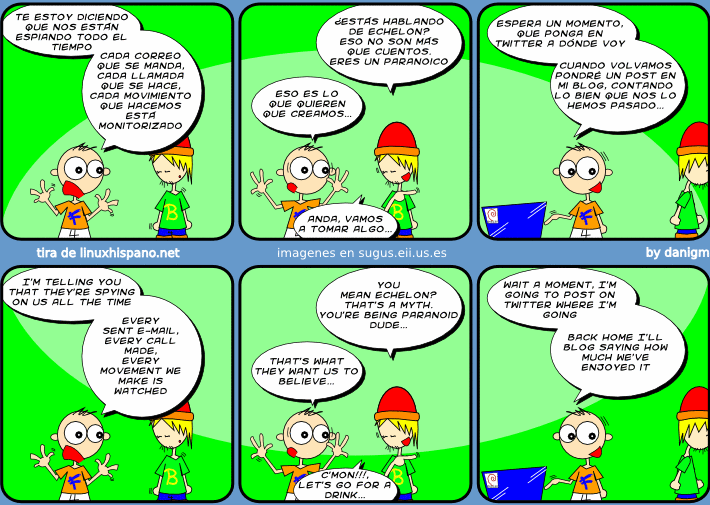 TE ESTOY DICIENDO
QUE NOS ESTÁN
ESPIANDO TODO EL
TIEMPO
CADA CORREO
QUE SE MANDA,
CADA LLAMADA
QUE SE HACE,
CADA MOVIMIENTO
QUE HACEMOS
ESTÁ
MONITORIZADO
B
¿ESTÁS HABLANDO
DE ECHELON?
ESO NO SON MÁS
QUE CUENTOS.
ERES UN PARANOICO
ESO ES LO
QUE QUIEREN
QUE CREAMOS...
ANDA, VAMOS
A TOMAR ALGO...
B
ESPERA UN MOMENTO,
QUE PONGA EN
TWITTER A DÓNDE VOY
CUANDO VOLVAMOS
PONDRÉ UN POST EN
MI BLOG, CONTANDO
LO BIEN QUE NOS LO
HEMOS PASADO...
tira de linuxhispano.net
imagenes en sugus.eii.us.es
by danigm
I'M TELLING YOU
THAT THEY'RE SPYING
ON US ALL THE TIME
EVERY
SENT E-MAIL,
EVERY CALL
MADE,
EVERY
MOVEMENT WE
MAKE IS
WATCHED
B
YOU
MEAN ECHELON?
THAT'S A MYTH.
YOU'RE BEING PARANOID
DUDE...
THAT'S WHAT
THEY WANT US TO
BELIEVE...
C'MON!!!,
LET'S GO FOR A
DRINK...
B
WAIT A MOMENT, I'M
GOING TO POST ON
TWITTER WHERE I'M
GOING
BACK HOME I'LL
BLOG SAYING HOW
MUCH WE'VE
ENJOYED IT